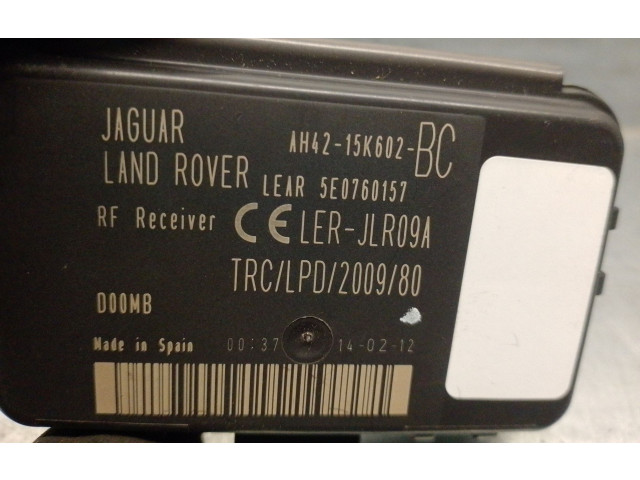 JAGUAR
LAND ROVER
AH42-15K602-BC
LEAR 5E0760157
RF Receiver CE LER-JLR09A
TRC/LPD/2009/80
D00MB
Made in Spain 00:37 14-02-12